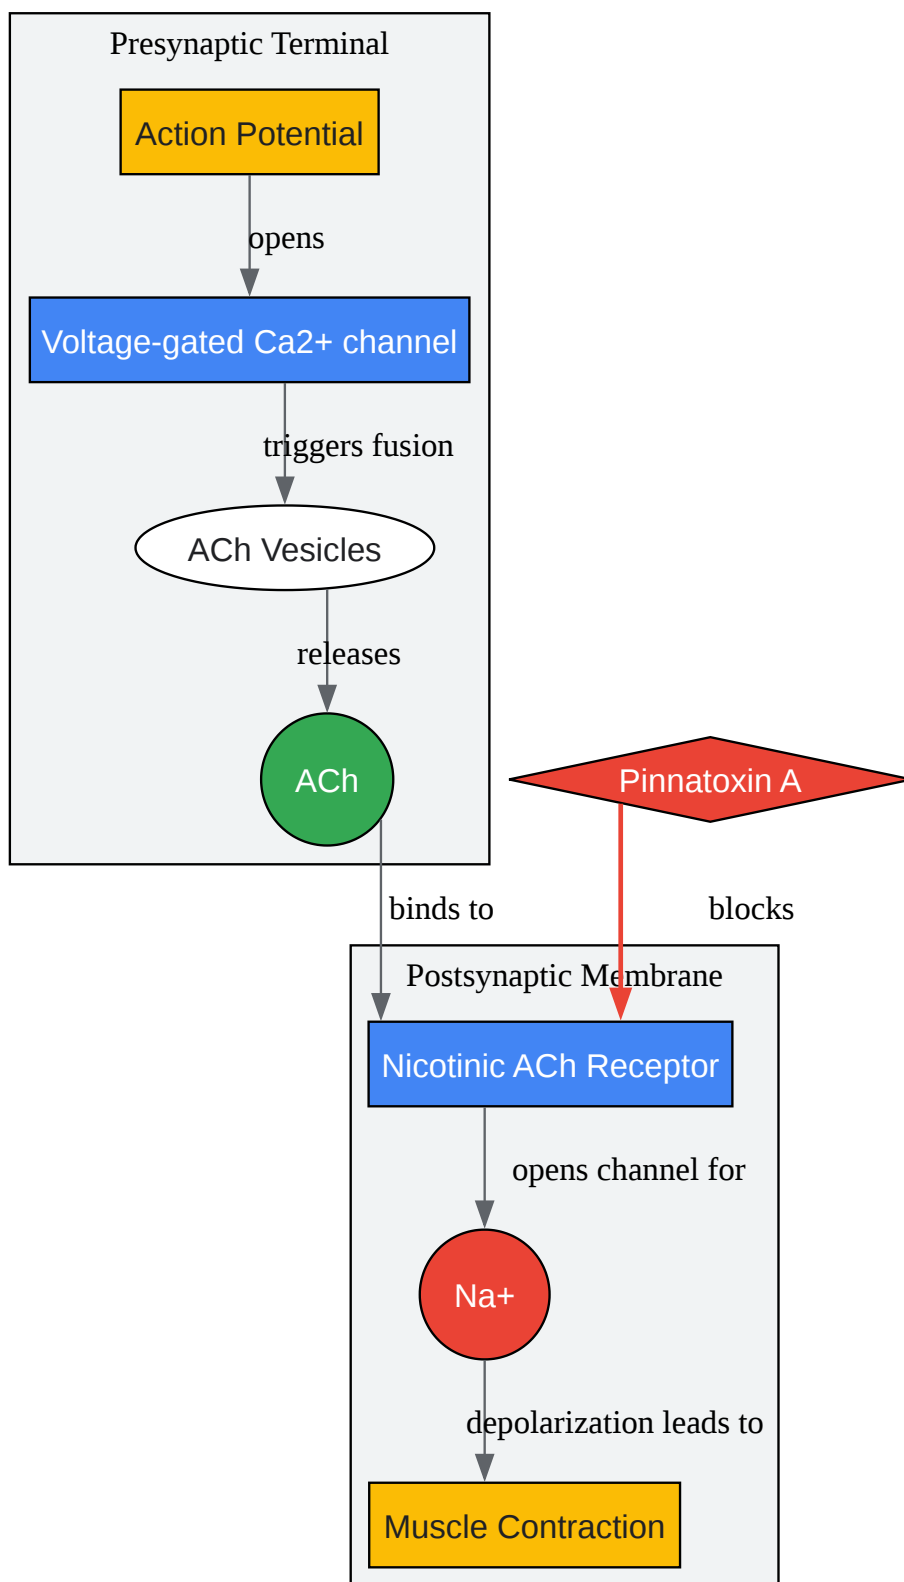 Presynaptic Terminal
Action Potential
opens
Voltage-gated Ca2+ channel
triggers fusion
ACh Vesicles
releases
ACh
Pinnatoxin A
binds to
blocks
Postsynaptic Membrane
Nicotinic ACh Receptor
opens channel for
Na+
depolarization leads to
Muscle Contraction